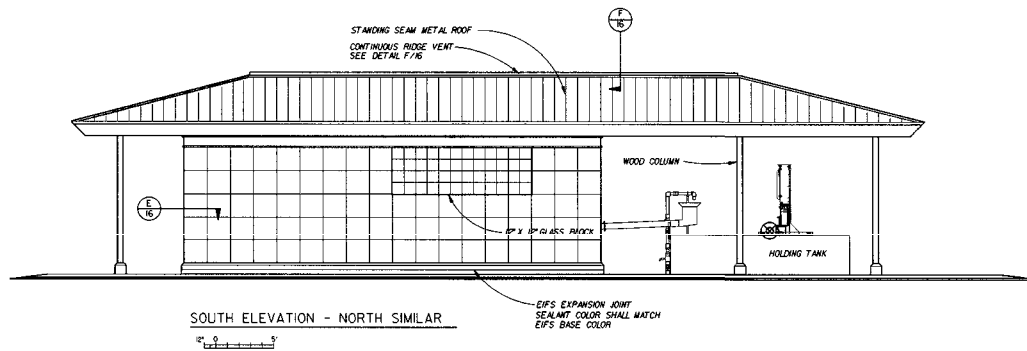 F
16
STANDING SEAM METAL ROOF
CONTINUOUS RIDGE VENT
SEE DETAIL F/16
WOOD COLUMN
E
16
12" X 12" GLASS BLOCK
HOLDING TANK
EIFS EXPANSION JOINT
SEALANT COLOR SHALL MATCH
EIFS BASE COLOR
SOUTH ELEVATION - NORTH SIMILAR
12" 0 5'